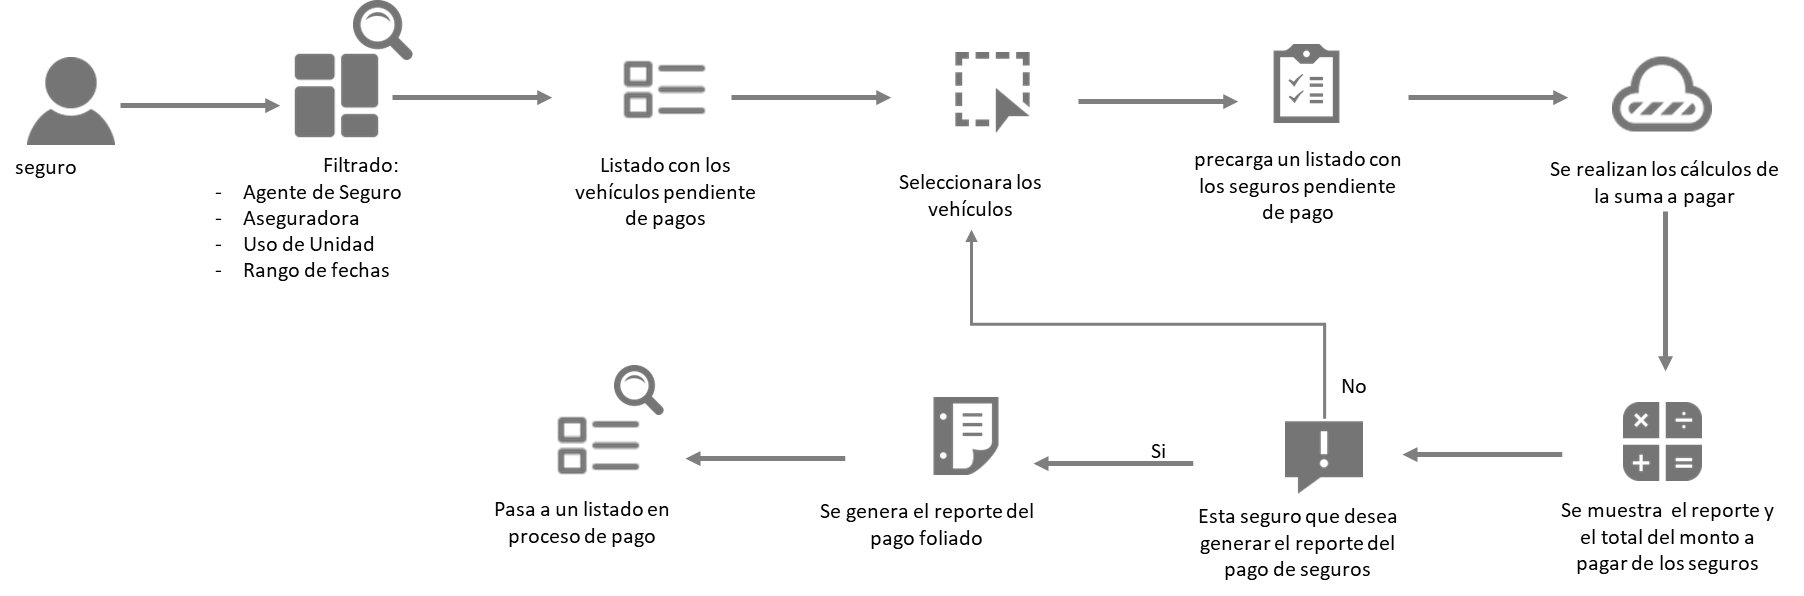 seguro
Filtrado:
- Agente de Seguro
- Aseguradora
- Uso de Unidad
- Rango de fechas
Listado con los
vehículos pendiente
de pagos
Seleccionara los
vehículos
precarga un listado con
los seguros pendiente
de pago
Se realizan los cálculos de
la suma a pagar
Se muestra el reporte y
el total del monto a
pagar de los seguros
No
Esta seguro que desea
generar el reporte del
pago de seguros
Si
Se genera el reporte del
pago foliado
Pasa a un listado en
proceso de pago